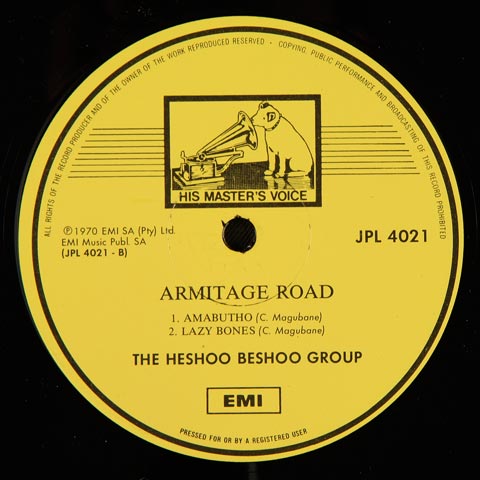 ALL RIGHTS OF THE RECORD PRODUCER AND OF THE OWNER OF THE WORK REPRODUCED RESERVED • COPYING, PUBLIC PERFORMANCE AND BROADCASTING OF THIS RECORD PROHIBITED
HIS MASTER'S VOICE
℗ 1970 EMI SA (Pty) Ltd.
EMI Music Publ. SA
(JPL 4021 - B)
JPL 4021
ARMITAGE ROAD
1. AMABUTHO (C. Magubane)
2. LAZY BONES (C. Magubane)
THE HESHOO BESHOO GROUP
EMI
PRESSED FOR OR BY A REGISTERED USER